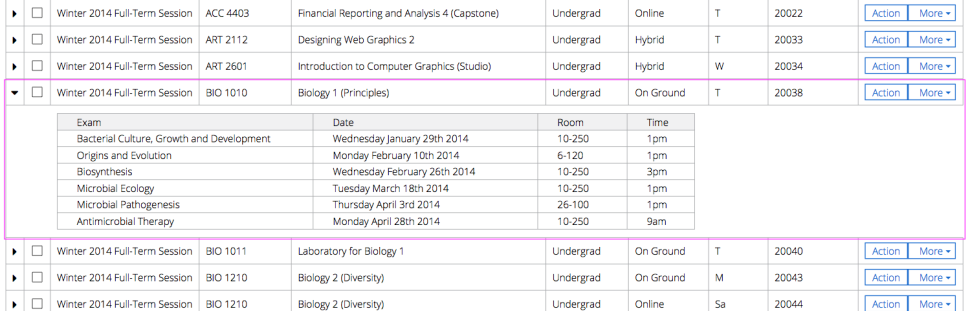 Winter 2014 Full-Term Session ACC 4403 Financial Reporting and Analysis 4 (Capstone) Undergrad Online T 20022 Action More
Winter 2014 Full-Term Session ART 2112 Designing Web Graphics 2 Undergrad Hybrid T 20033 Action More
Winter 2014 Full-Term Session ART 2601 Introduction to Computer Graphics (Studio) Undergrad Hybrid W 20034 Action More
Winter 2014 Full-Term Session BIO 1010 Biology 1 (Principles) Undergrad On Ground T 20038 Action More
Exam Date Room Time
Bacterial Culture, Growth and Development Wednesday January 29th 2014 10-250 1pm
Origins and Evolution Monday February 10th 2014 6-120 1pm
Biosynthesis Wednesday February 26th 2014 10-250 3pm
Microbial Ecology Tuesday March 18th 2014 10-250 1pm
Microbial Pathogenesis Thursday April 3rd 2014 26-100 1pm
Antimicrobial Therapy Monday April 28th 2014 10-250 9am
Winter 2014 Full-Term Session BIO 1011 Laboratory for Biology 1 Undergrad On Ground T 20040 Action More
Winter 2014 Full-Term Session BIO 1210 Biology 2 (Diversity) Undergrad On Ground M 20043 Action More
Winter 2014 Full-Term Session BIO 1210 Biology 2 (Diversity) Undergrad Online Sa 20044 Action More